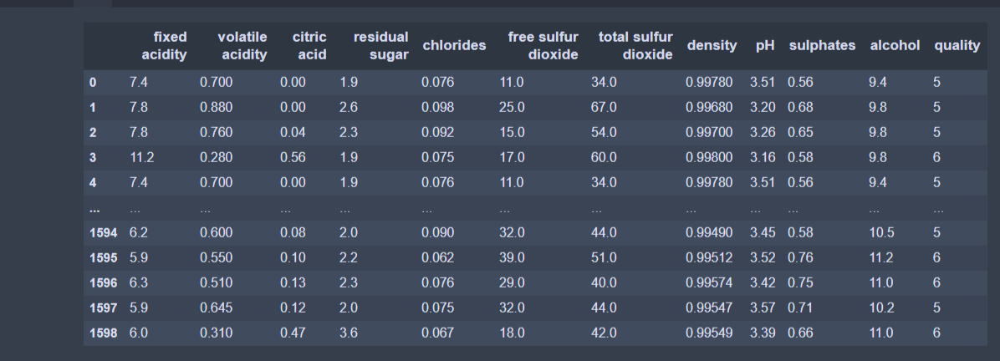 fixed acidity volatile acidity citric acid residual sugar chlorides free sulfur dioxide total sulfur dioxide density pH sulphates alcohol quality
0 7.4 0.700 0.00 1.9 0.076 11.0 34.0 0.99780 3.51 0.56 9.4 5
1 7.8 0.880 0.00 2.6 0.098 25.0 67.0 0.99680 3.20 0.68 9.8 5
2 7.8 0.760 0.04 2.3 0.092 15.0 54.0 0.99700 3.26 0.65 9.8 5
3 11.2 0.280 0.56 1.9 0.075 17.0 60.0 0.99800 3.16 0.58 9.8 6
4 7.4 0.700 0.00 1.9 0.076 11.0 34.0 0.99780 3.51 0.56 9.4 5
... ... ... ... ... ... ... ... ... ... ... ... ...
1594 6.2 0.600 0.08 2.0 0.090 32.0 44.0 0.99490 3.45 0.58 10.5 5
1595 5.9 0.550 0.10 2.2 0.062 39.0 51.0 0.99512 3.52 0.76 11.2 6
1596 6.3 0.510 0.13 2.3 0.076 29.0 40.0 0.99574 3.42 0.75 11.0 6
1597 5.9 0.645 0.12 2.0 0.075 32.0 44.0 0.99547 3.57 0.71 10.2 5
1598 6.0 0.310 0.47 3.6 0.067 18.0 42.0 0.99549 3.39 0.66 11.0 6